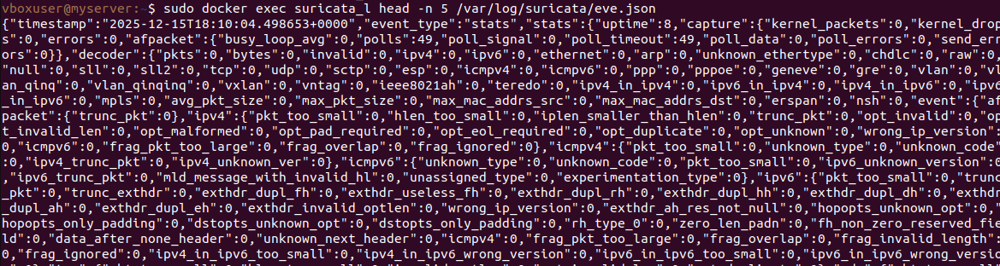 vboxuser@myserver:~$ sudo docker exec suricata_l head -n 5 /var/log/suricata/eve.json
{"timestamp":"2025-12-15T18:10:04.498653+0000","event_type":"stats","stats":{"uptime":8,"capture":{"kernel_packets":0,"kernel_drop
s":0,"errors":0,"afpacket":{"busy_loop_avg":0,"polls":49,"poll_signal":0,"poll_timeout":49,"poll_data":0,"poll_errors":0,"send_err
ors":0}},"decoder":{"pkts":0,"bytes":0,"invalid":0,"ipv4":0,"ipv6":0,"ethernet":0,"arp":0,"unknown_ethertype":0,"chdlc":0,"raw":0,
"null":0,"sll":0,"sll2":0,"tcp":0,"udp":0,"sctp":0,"esp":0,"icmpv4":0,"icmpv6":0,"ppp":0,"pppoe":0,"geneve":0,"gre":0,"vlan":0,"vl
an_qinq":0,"vlan_qinqinq":0,"vxlan":0,"vntag":0,"ieee8021ah":0,"teredo":0,"ipv4_in_ipv4":0,"ipv6_in_ipv4":0,"ipv4_in_ipv6":0,"ipv6
_in_ipv6":0,"mpls":0,"avg_pkt_size":0,"max_pkt_size":0,"max_mac_addrs_src":0,"max_mac_addrs_dst":0,"erspan":0,"nsh":0,"event":{"af
packet":{"trunc_pkt":0},"ipv4":{"pkt_too_small":0,"hlen_too_small":0,"iplen_smaller_than_hlen":0,"trunc_pkt":0,"opt_invalid":0,"op
t_invalid_len":0,"opt_malformed":0,"opt_pad_required":0,"opt_eol_required":0,"opt_duplicate":0,"opt_unknown":0,"wrong_ip_version":
0,"icmpv6":0,"frag_pkt_too_large":0,"frag_overlap":0,"frag_ignored":0},"icmpv4":{"pkt_too_small":0,"unknown_type":0,"unknown_code"
:0,"ipv4_trunc_pkt":0,"ipv4_unknown_ver":0},"icmpv6":{"unknown_type":0,"unknown_code":0,"pkt_too_small":0,"ipv6_unknown_version":0
,"ipv6_trunc_pkt":0,"mld_message_with_invalid_hl":0,"unassigned_type":0,"experimentation_type":0},"ipv6":{"pkt_too_small":0,"trunc
_pkt":0,"trunc_exthdr":0,"exthdr_dupl_fh":0,"exthdr_useless_fh":0,"exthdr_dupl_rh":0,"exthdr_dupl_hh":0,"exthdr_dupl_dh":0,"exthdr
_dupl_ah":0,"exthdr_dupl_eh":0,"exthdr_invalid_optlen":0,"wrong_ip_version":0,"exthdr_ah_res_not_null":0,"hopopts_unknown_opt":0,"
hopopts_only_padding":0,"dstopts_unknown_opt":0,"dstopts_only_padding":0,"rh_type_0":0,"zero_len_padn":0,"fh_non_zero_reserved_fie
ld":0,"data_after_none_header":0,"unknown_next_header":0,"icmpv4":0,"frag_pkt_too_large":0,"frag_overlap":0,"frag_invalid_length":
0,"frag_ignored":0,"ipv4_in_ipv6_too_small":0,"ipv4_in_ipv6_wrong_version":0,"ipv6_in_ipv6_too_small":0,"ipv6_in_ipv6_wrong_versio